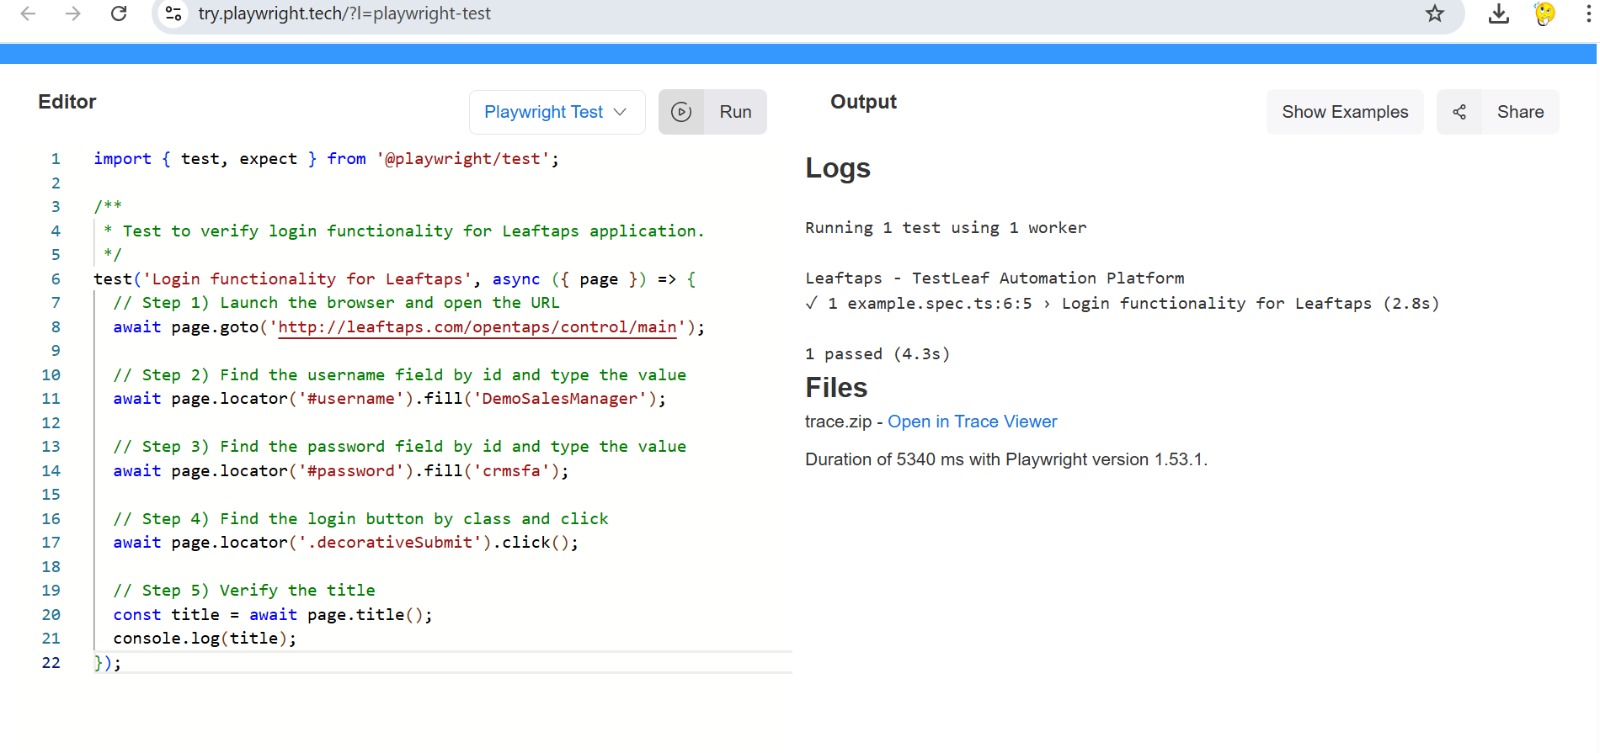 try.playwright.tech/?l=playwright-test
Editor
Playwright Test
Run
1 import { test, expect } from '@playwright/test';
2
3 /**
4 * Test to verify login functionality for Leaftaps application.
5 */
6 test('Login functionality for Leaftaps', async ({ page }) => {
7 // Step 1) Launch the browser and open the URL
8 await page.goto('http://leaftaps.com/opentaps/control/main');
9
10 // Step 2) Find the username field by id and type the value
11 await page.locator('#username').fill('DemoSalesManager');
12
13 // Step 3) Find the password field by id and type the value
14 await page.locator('#password').fill('crmsfa');
15
16 // Step 4) Find the login button by class and click
17 await page.locator('.decorativeSubmit').click();
18
19 // Step 5) Verify the title
20 const title = await page.title();
21 console.log(title);
22 });
Output
Show Examples
Share
Logs
Running 1 test using 1 worker
Leaftaps - TestLeaf Automation Platform
✓ 1 example.spec.ts:6:5 › Login functionality for Leaftaps (2.8s)
1 passed (4.3s)
Files
trace.zip - Open in Trace Viewer
Duration of 5340 ms with Playwright version 1.53.1.